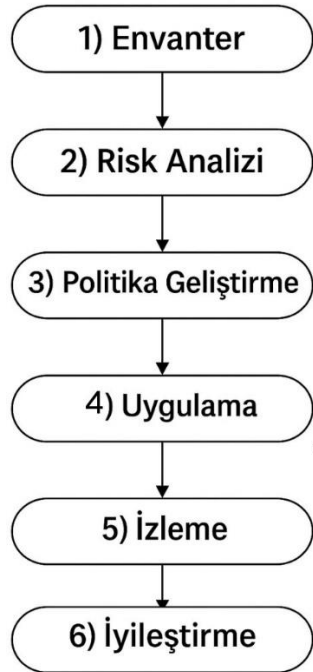 1) Envanter
2) Risk Analizi
3) Politika Geliştirme
4) Uygulama
5) İzleme
6) İyileştirme